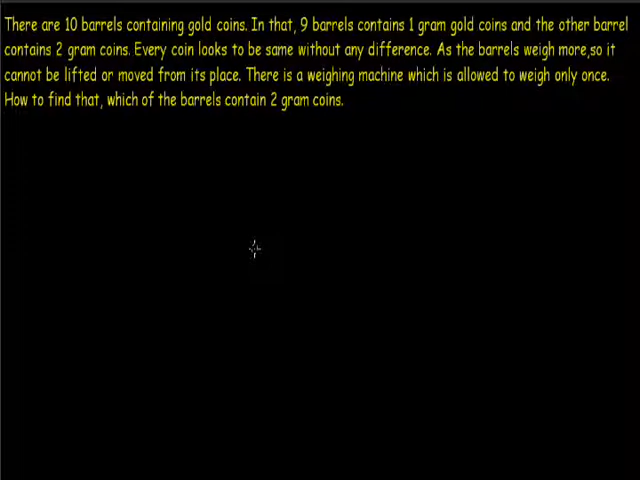 There are 10 barrels containing gold coins. In that, 9 barrels contains 1 gram gold coins and the other barrel
contains 2 gram coins. Every coin looks to be same without any difference. As the barrels weigh more,so it
cannot be lifted or moved from its place. There is a weighing machine which is allowed to weigh only once.
How to find that, which of the barrels contain 2 gram coins.